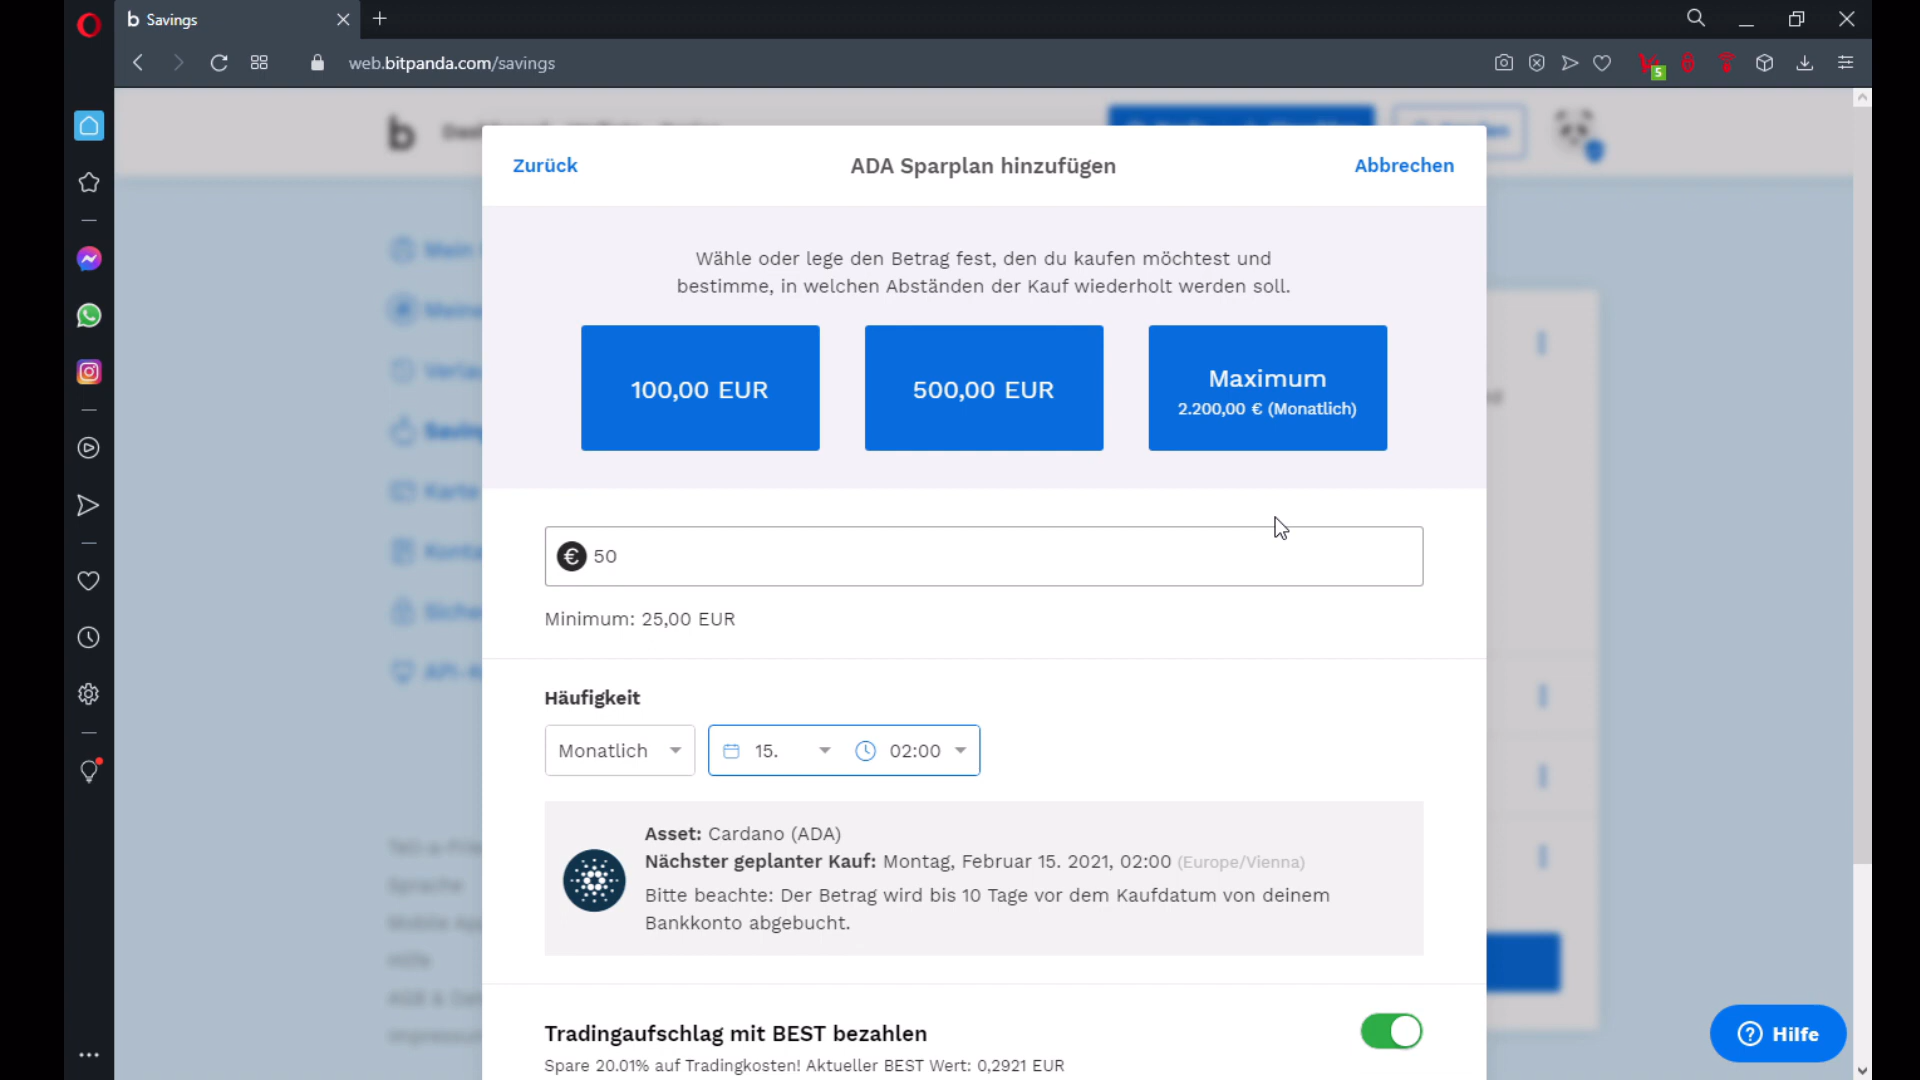 b Savings
web.bitpanda.com/savings
5
b
Zurück
ADA Sparplan hinzufügen
Abbrechen
Wähle oder lege den Betrag fest, den du kaufen möchtest und
bestimme, in welchen Abständen der Kauf wiederholt werden soll.
100,00 EUR
500,00 EUR
Maximum
2.200,00 € (Monatlich)
€ 50
Minimum: 25,00 EUR
Häufigkeit
Monatlich
15.
02:00
Asset: Cardano (ADA)
Nächster geplanter Kauf: Montag, Februar 15. 2021, 02:00 (Europe/Vienna)
Bitte beachte: Der Betrag wird bis 10 Tage vor dem Kaufdatum von deinem
Bankkonto abgebucht.
Tradingaufschlag mit BEST bezahlen
Spare 20.01% auf Tradingkosten! Aktueller BEST Wert: 0,2921 EUR
? Hilfe